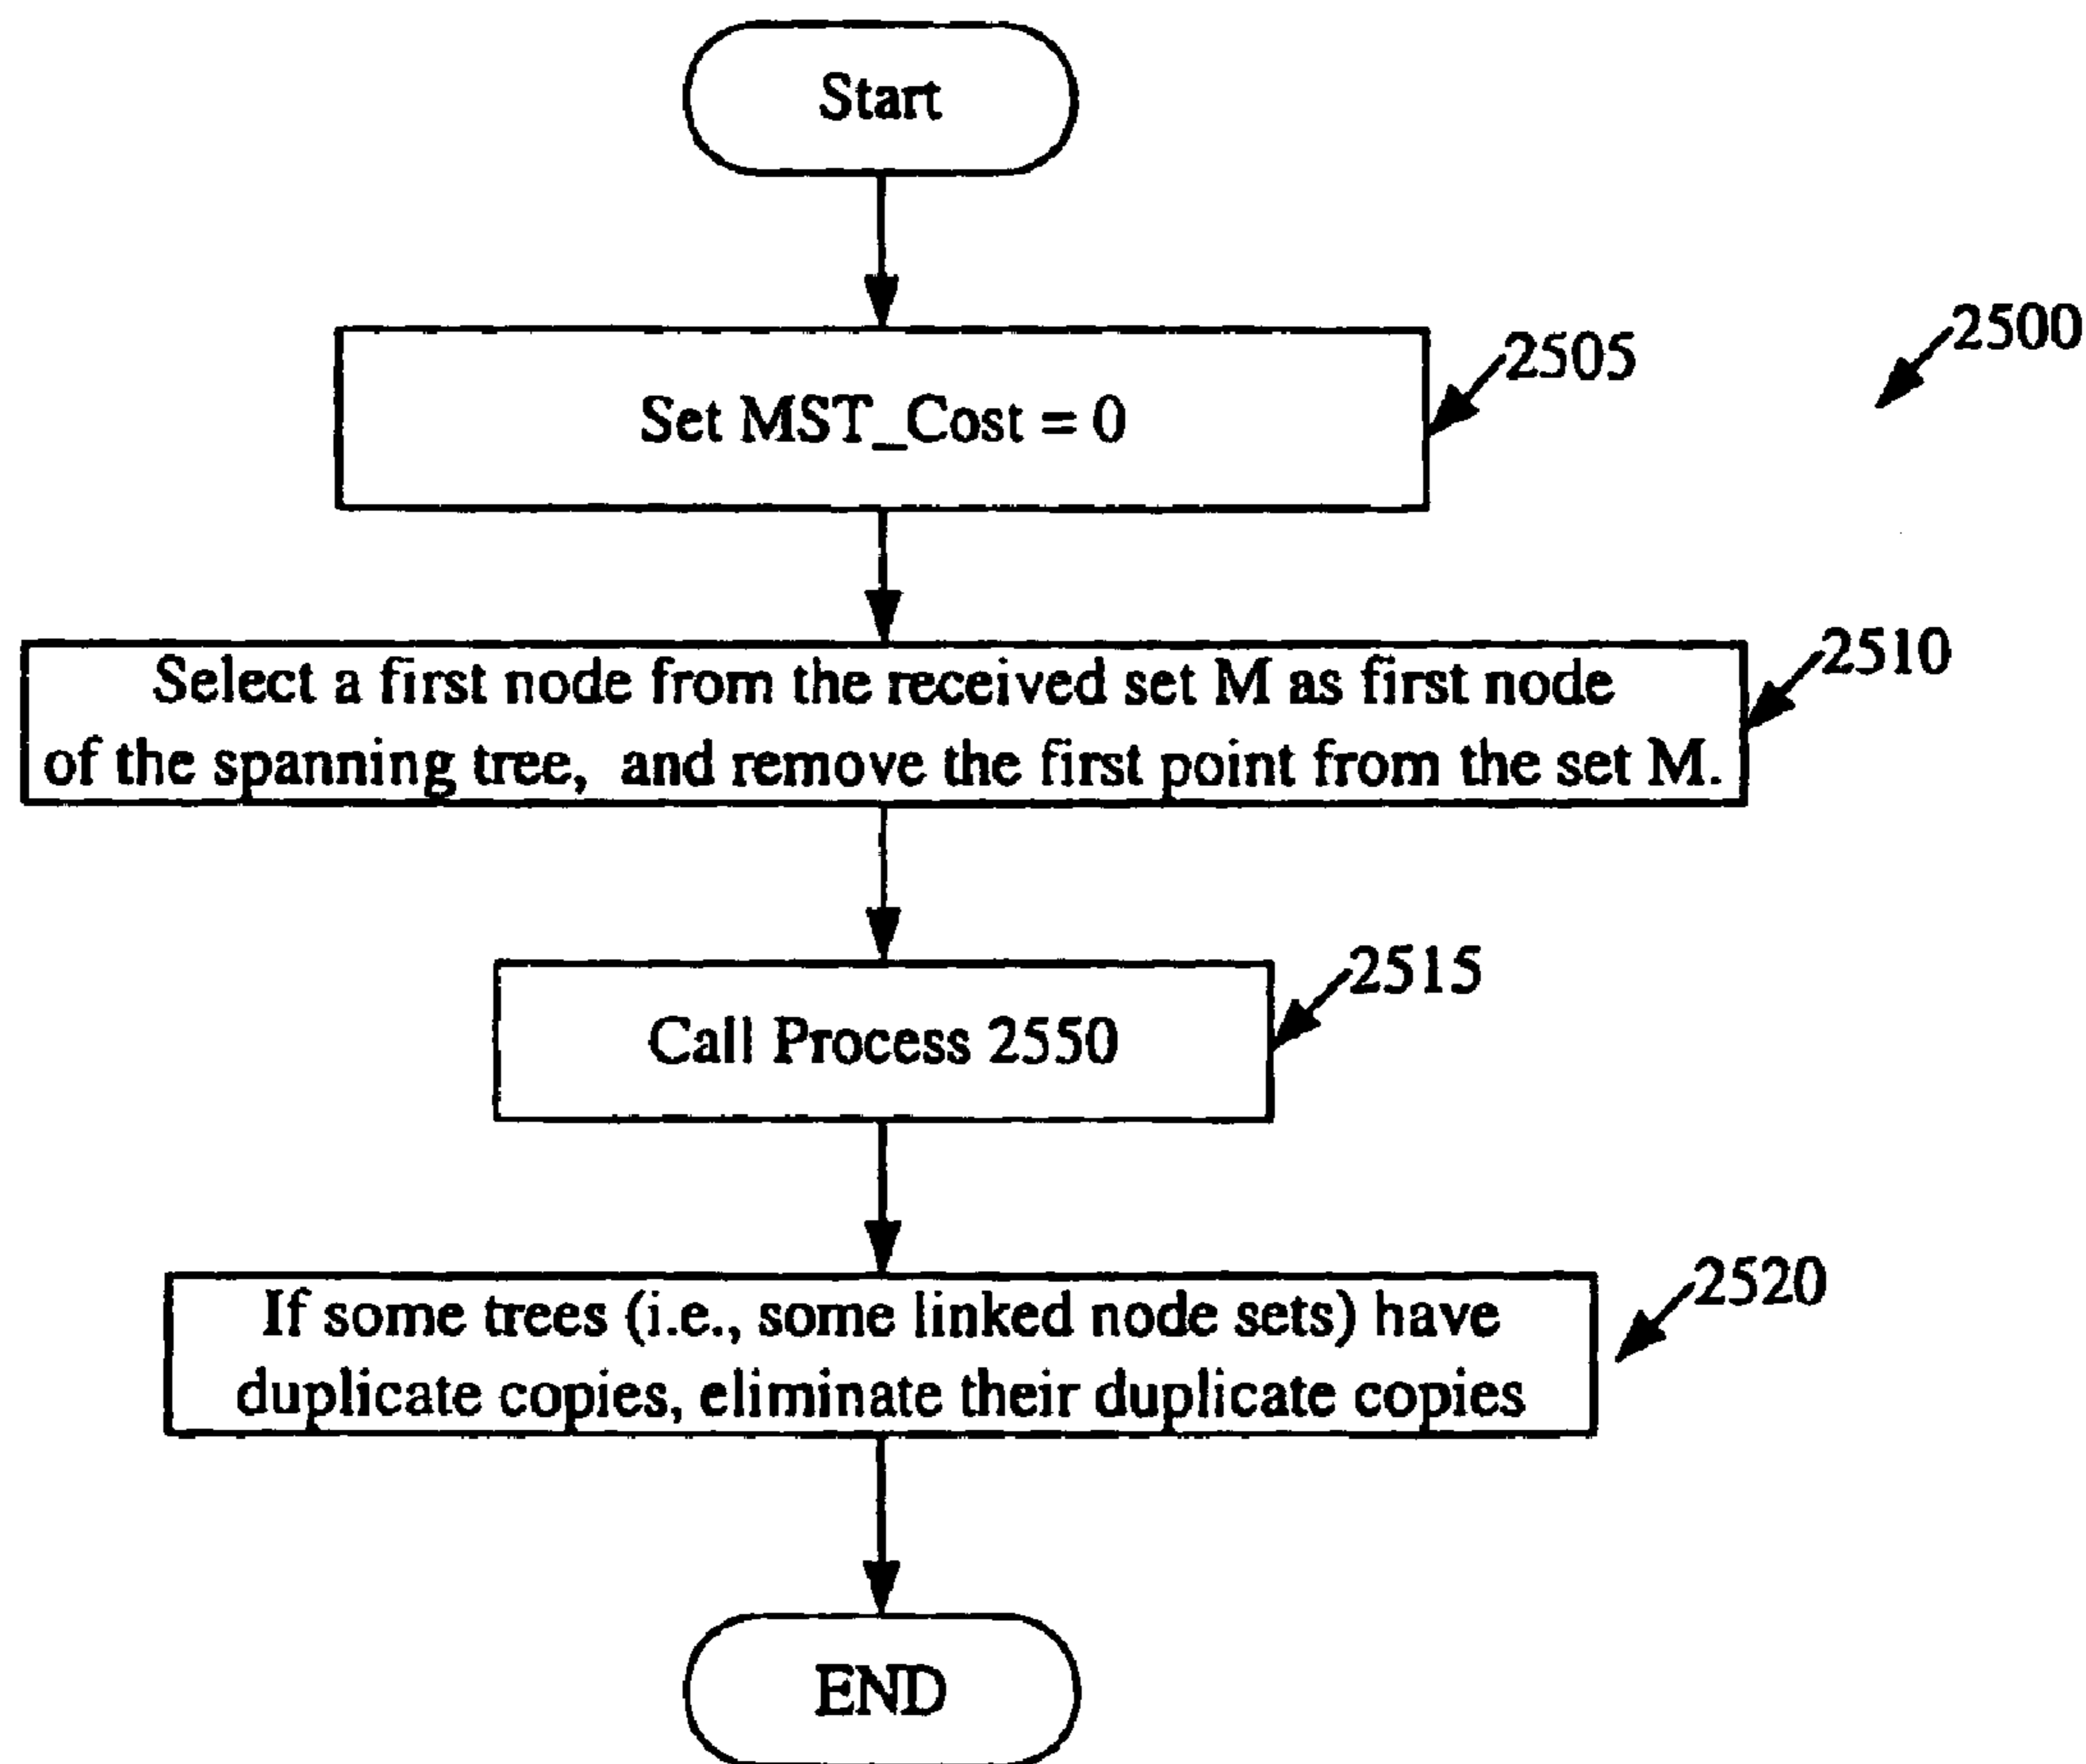 Start
2500
2505
Set MST_Cost = 0
2510
Select a first node from the received set M as first node
of the spanning tree, and remove the first point from the set M.
2515
Call Process 2550
2520
If some trees (i.e., some linked node sets) have
duplicate copies, eliminate their duplicate copies
END